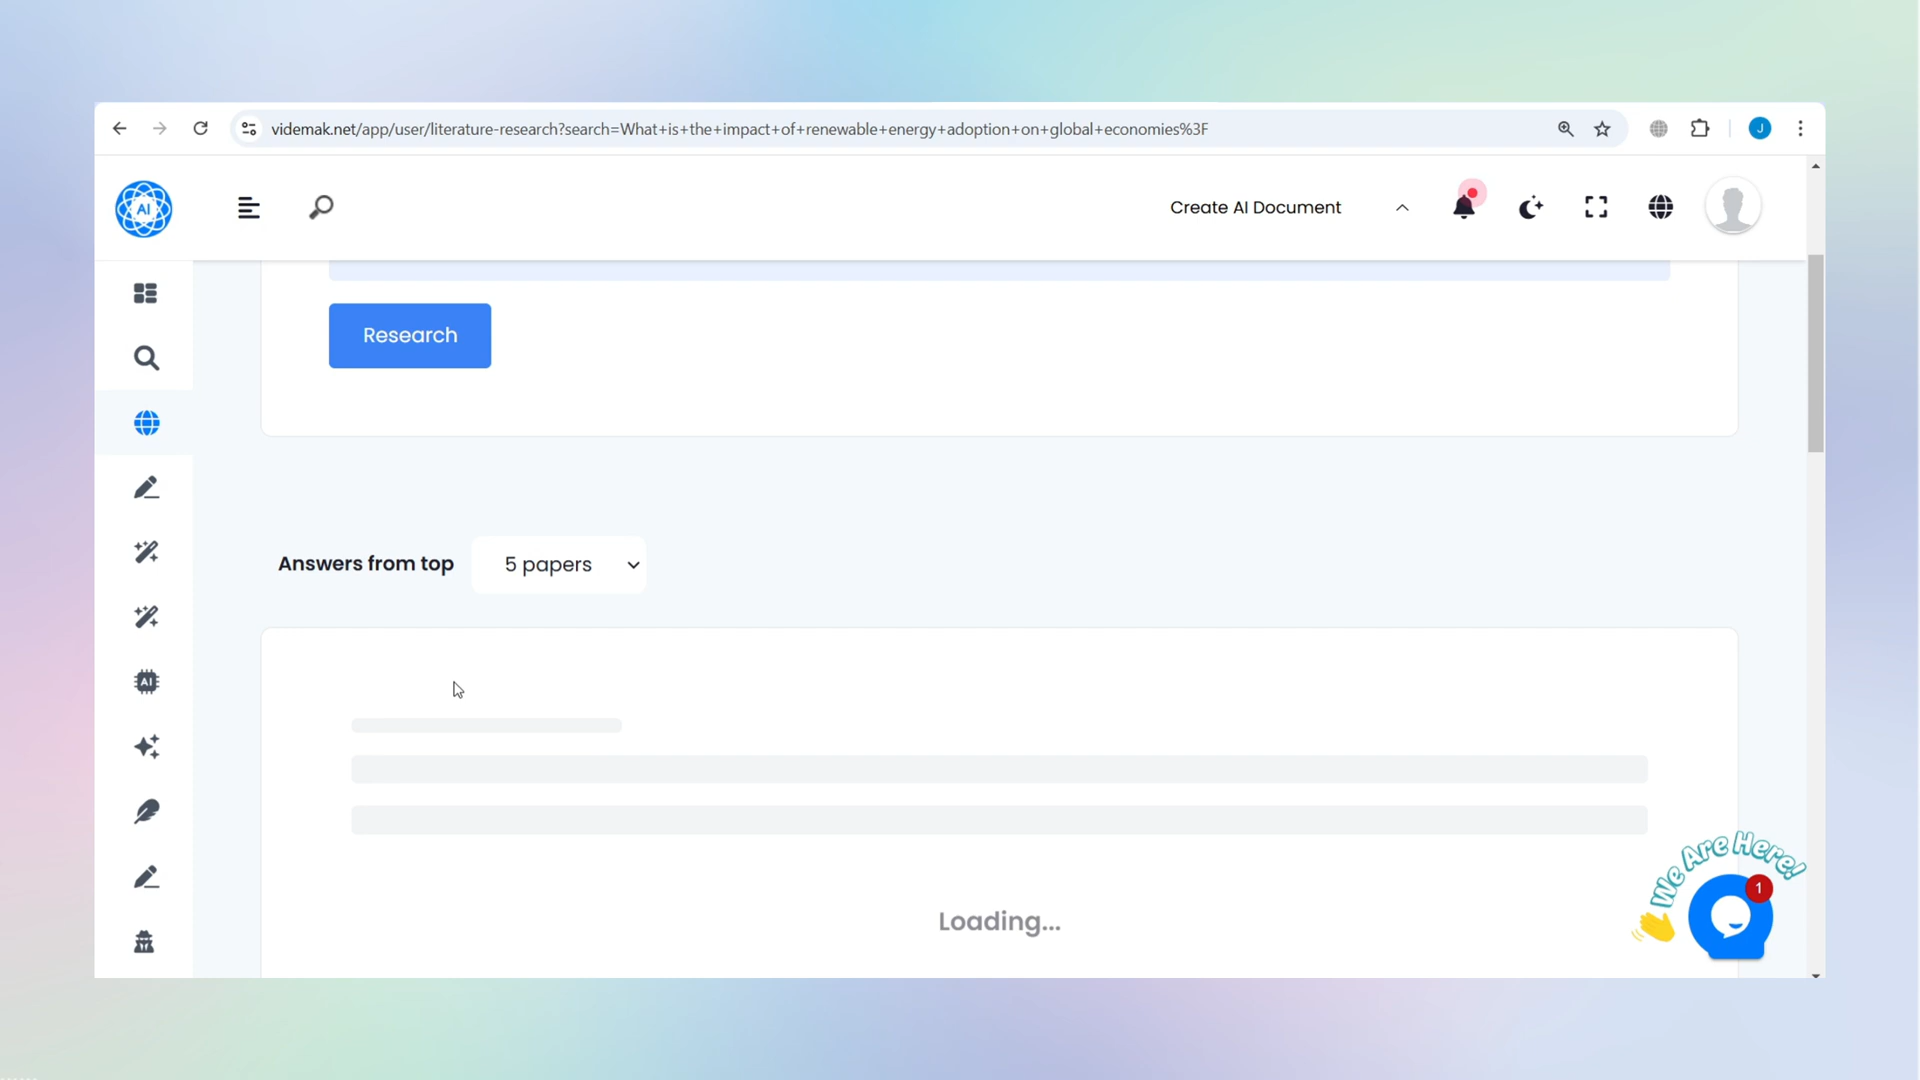 videmak.net/app/user/literature-research?search=What+is+the+impact+of+renewable+energy+adoption+on+global+economies%3F
J
AI
Create AI Document
Research
Answers from top
5 papers
AI
Loading...
We Are Here!
1